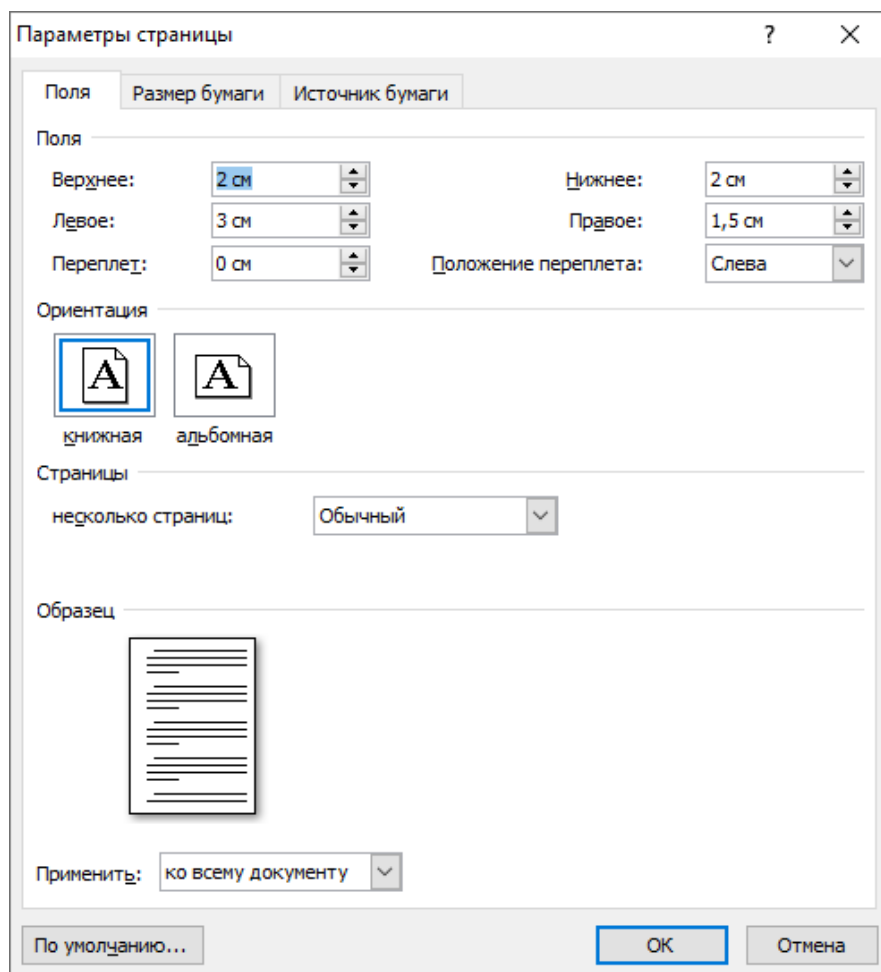 Параметры страницы ?
Поля Размер бумаги Источник бумаги
Поля
Верхнее: 2 см Нижнее: 2 см
Левое: 3 см Правое: 1,5 см
Переплет: 0 см Положение переплета: Слева
Ориентация
A A
книжная альбомная
Страницы
несколько страниц: Обычный
Образец
Применить: ко всему документу
По умолчанию... ОК Отмена